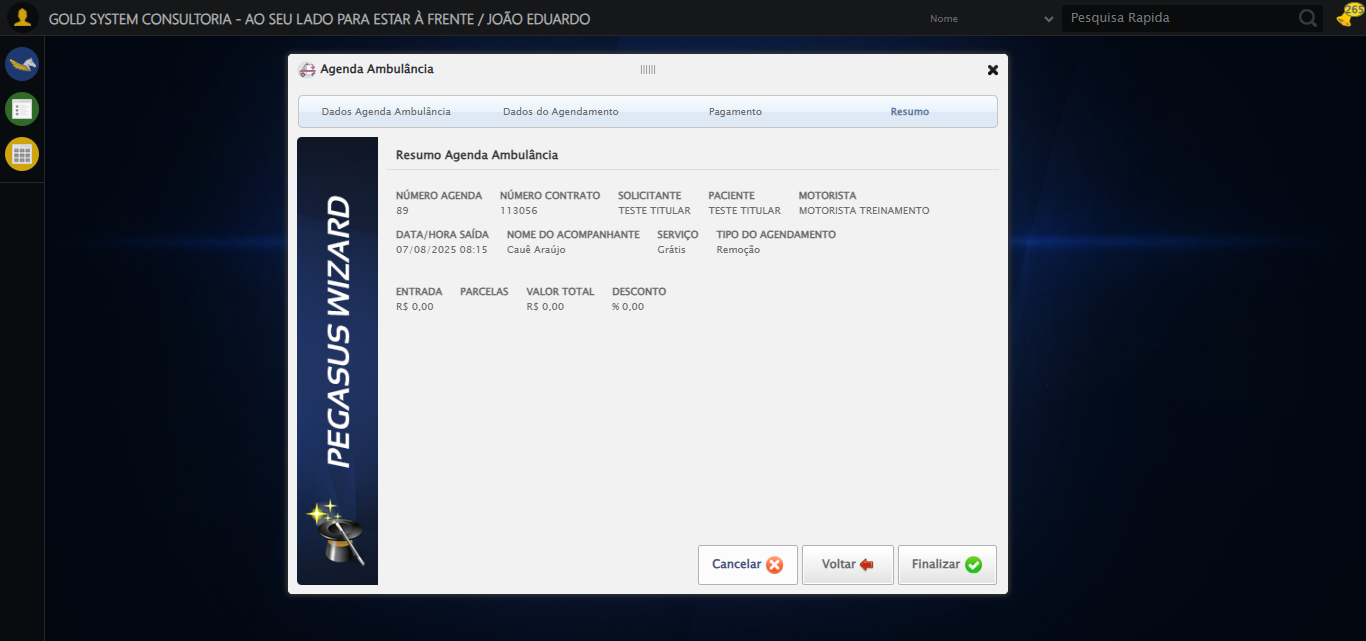 GOLD SYSTEM CONSULTORIA - AO SEU LADO PARA ESTAR À FRENTE / JOÃO EDUARDO
Nome
Pesquisa Rapida
265
Agenda Ambulância
Dados Agenda Ambulância Dados do Agendamento Pagamento Resumo
PEGASUS WIZARD
Resumo Agenda Ambulância
NÚMERO AGENDA NÚMERO CONTRATO SOLICITANTE PACIENTE MOTORISTA
89 113056 TESTE TITULAR TESTE TITULAR MOTORISTA TREINAMENTO
DATA/HORA SAÍDA NOME DO ACOMPANHANTE SERVIÇO TIPO DO AGENDAMENTO
07/08/2025 08:15 Cauê Araújo Grátis Remoção
ENTRADA PARCELAS VALOR TOTAL DESCONTO
R$ 0,00 R$ 0,00 % 0,00
Cancelar Voltar Finalizar